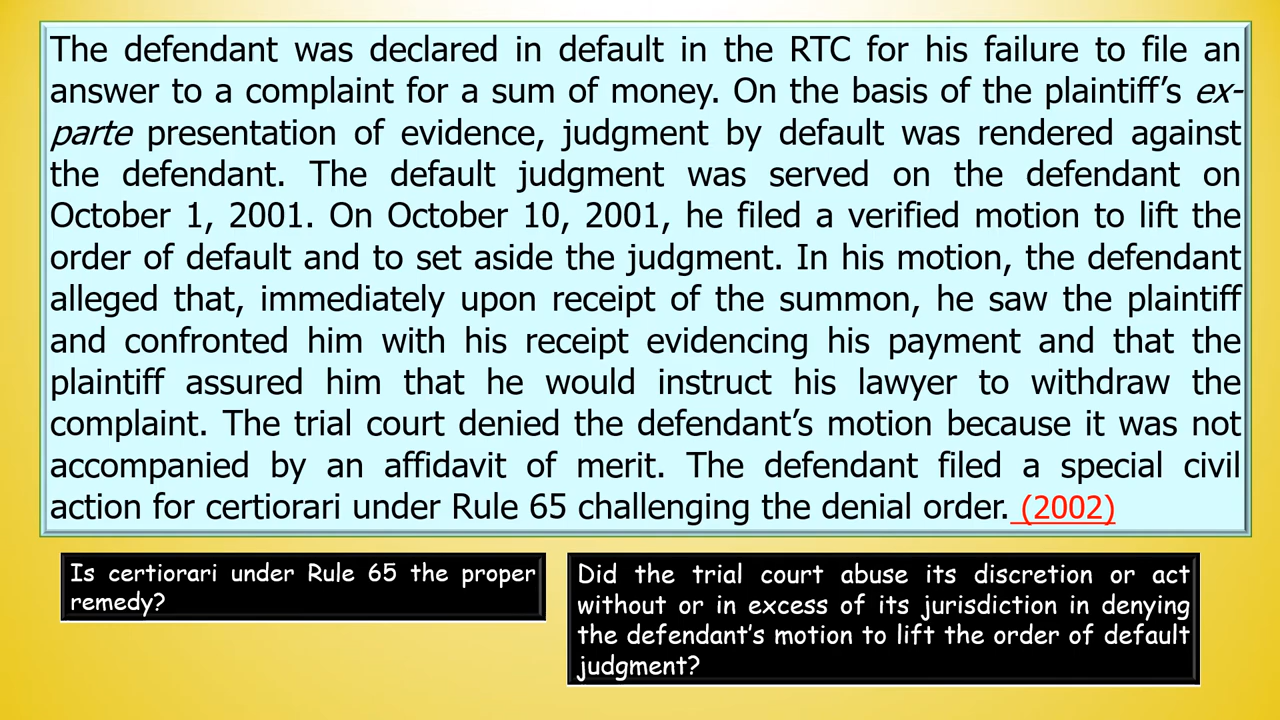 The defendant was declared in default in the RTC for his failure to file an
answer to a complaint for a sum of money. On the basis of the plaintiff’s ex-
parte presentation of evidence, judgment by default was rendered against
the defendant. The default judgment was served on the defendant on
October 1, 2001. On October 10, 2001, he filed a verified motion to lift the
order of default and to set aside the judgment. In his motion, the defendant
alleged that, immediately upon receipt of the summon, he saw the plaintiff
and confronted him with his receipt evidencing his payment and that the
plaintiff assured him that he would instruct his lawyer to withdraw the
complaint. The trial court denied the defendant’s motion because it was not
accompanied by an affidavit of merit. The defendant filed a special civil
action for certiorari under Rule 65 challenging the denial order. (2002)
Is certiorari under Rule 65 the proper
remedy?
Did the trial court abuse its discretion or act
without or in excess of its jurisdiction in denying
the defendant’s motion to lift the order of default
judgment?